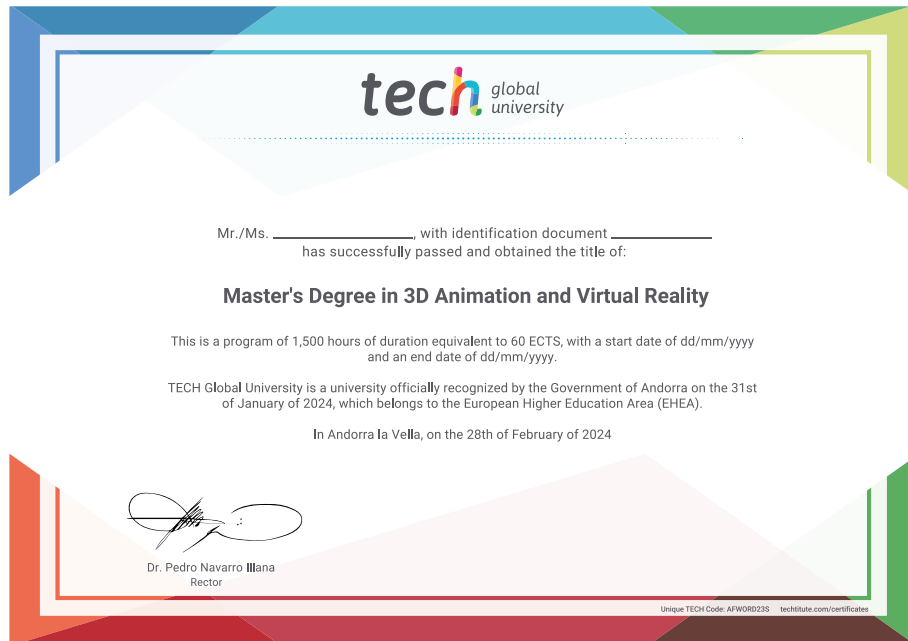 tech global university
Mr./Ms. ______________, with identification document __________
has successfully passed and obtained the title of:
Master's Degree in 3D Animation and Virtual Reality
This is a program of 1,500 hours of duration equivalent to 60 ECTS, with a start date of dd/mm/yyyy
and an end date of dd/mm/yyyy.
TECH Global University is a university officially recognized by the Government of Andorra on the 31st
of January of 2024, which belongs to the European Higher Education Area (EHEA).
In Andorra la Vella, on the 28th of February of 2024
Dr. Pedro Navarro Illana
Rector
Unique TECH Code: AFWORD23S techtitute.com/certificates